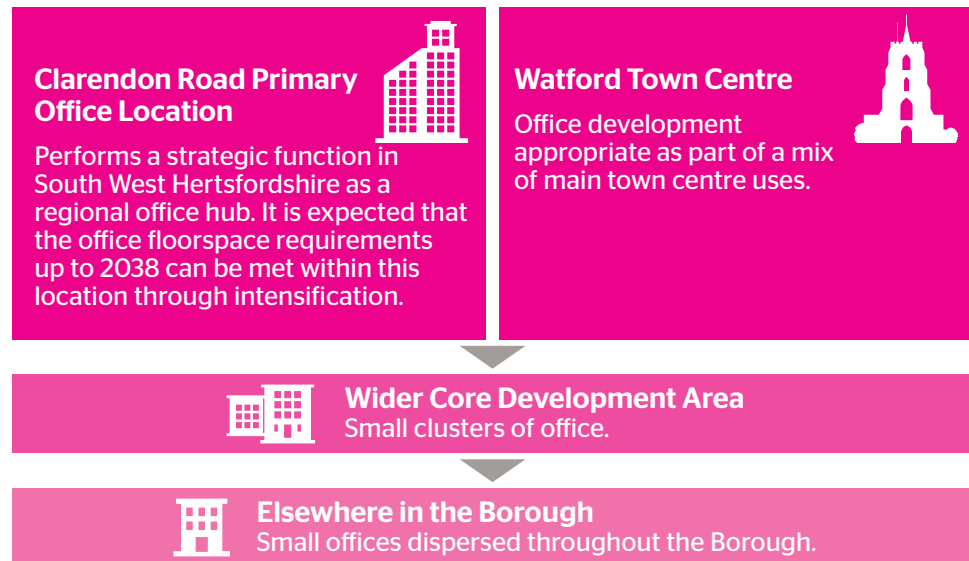 Clarendon Road Primary
Office Location
Performs a strategic function in
South West Hertsfordshire as a
regional office hub. It is expected that
the office floorspace requirements
up to 2038 can be met within this
location through intensification.
Watford Town Centre
Office development
appropriate as part of a mix
of main town centre uses.
Wider Core Development Area
Small clusters of office.
Elsewhere in the Borough
Small offices dispersed throughout the Borough.